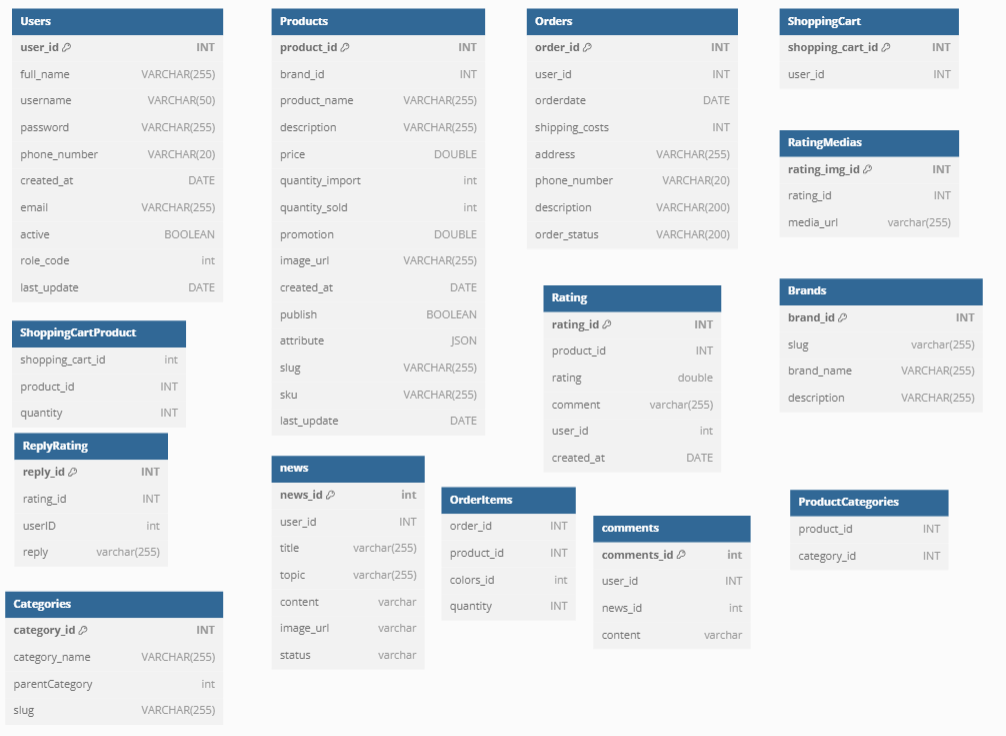 Users
user_id INT
full_name VARCHAR(255)
username VARCHAR(50)
password VARCHAR(255)
phone_number VARCHAR(20)
created_at DATE
email VARCHAR(255)
active BOOLEAN
role_code int
last_update DATE
ShoppingCartProduct
shopping_cart_id int
product_id INT
quantity INT
ReplyRating
reply_id INT
rating_id INT
userID int
reply varchar(255)
Categories
category_id INT
category_name VARCHAR(255)
parentCategory int
slug VARCHAR(255)
Products
product_id INT
brand_id INT
product_name VARCHAR(255)
description VARCHAR(255)
price DOUBLE
quantity_import int
quantity_sold int
promotion DOUBLE
image_url VARCHAR(255)
created_at DATE
publish BOOLEAN
attribute JSON
slug VARCHAR(255)
sku VARCHAR(255)
last_update DATE
news
news_id int
user_id INT
title varchar(255)
topic varchar(255)
content varchar
image_url varchar
status varchar
OrderItems
order_id INT
product_id INT
colors_id int
quantity INT
Orders
order_id INT
user_id INT
orderdate DATE
shipping_costs INT
address VARCHAR(255)
phone_number VARCHAR(20)
description VARCHAR(200)
order_status VARCHAR(200)
Rating
rating_id INT
product_id INT
rating double
comment varchar(255)
user_id int
created_at DATE
comments
comments_id int
user_id INT
news_id int
content varchar
ShoppingCart
shopping_cart_id INT
user_id INT
RatingMedias
rating_img_id INT
rating_id INT
media_url varchar(255)
Brands
brand_id INT
slug varchar(255)
brand_name VARCHAR(255)
description VARCHAR(255)
ProductCategories
product_id INT
category_id INT